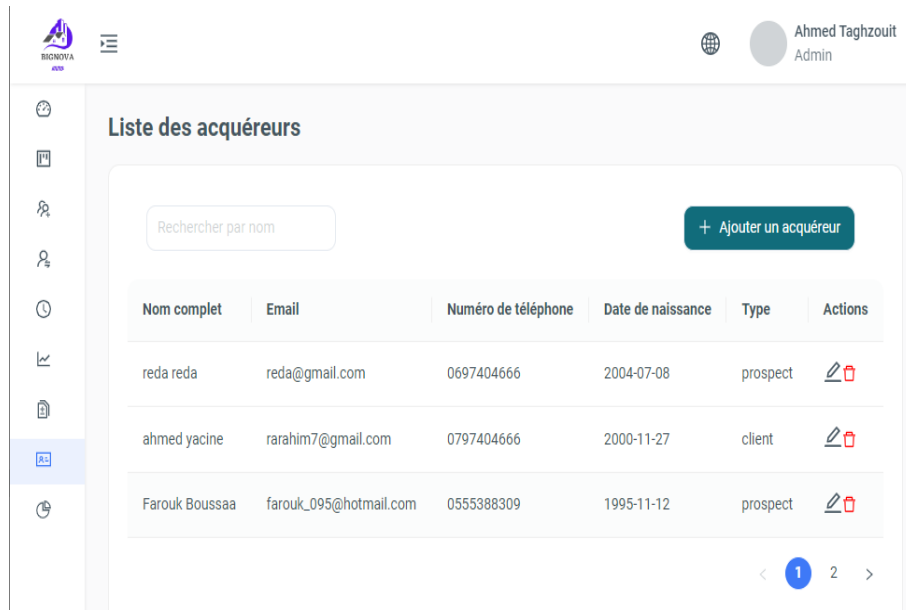 BIGNOVA
Ahmed Taghzouit
Admin
Liste des acquéreurs
Rechercher par nom
+ Ajouter un acquéreur
Nom complet Email Numéro de téléphone Date de naissance Type Actions
reda reda reda@gmail.com 0697404666 2004-07-08 prospect
ahmed yacine rarahim7@gmail.com 0797404666 2000-11-27 client
Farouk Boussaa farouk_095@hotmail.com 0555388309 1995-11-12 prospect
< 1 2 >